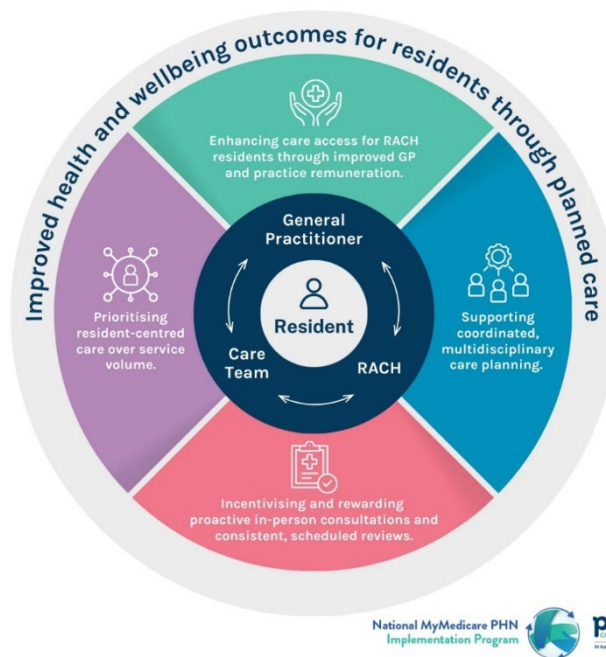 Improved health and wellbeing outcomes for residents through planned care
Enhancing care access for RACH
residents through improved GP
and practice remuneration.
Prioritising
resident-centred
care over service
volume.
General
Practitioner
Resident
Care
Team
RACH
Supporting
coordinated,
multidisciplinary
care planning.
Incentivising and rewarding
proactive in-person consultations and
consistent, scheduled reviews.
National MyMedicare PHN
Implementation Program